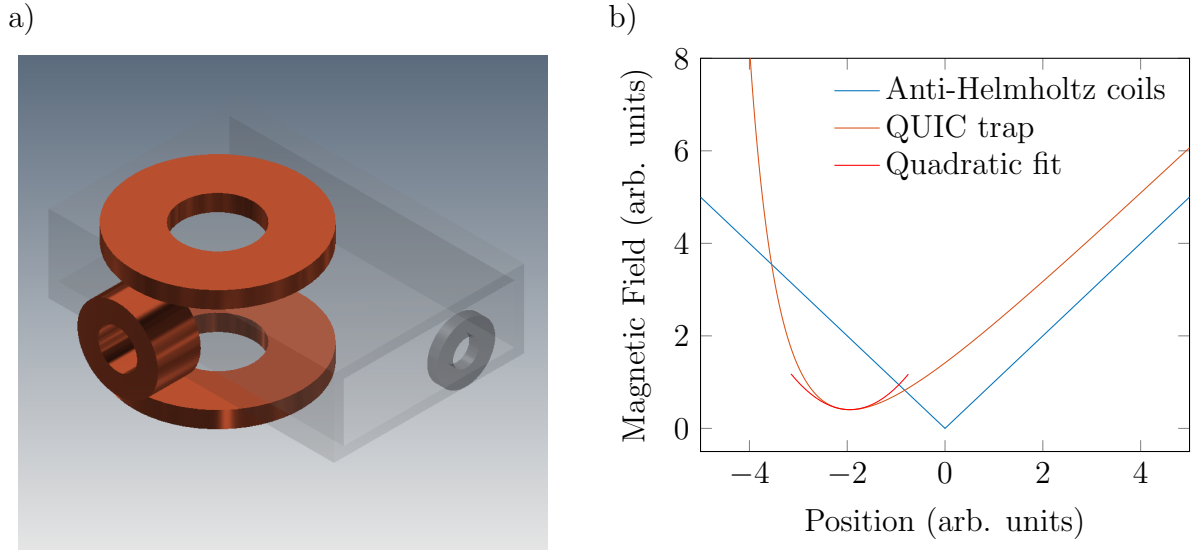 a)
b)
Magnetic Field (arb. units)
8
6
4
2
0
Anti-Helmholtz coils
QUIC trap
Quadratic fit
−4
−2
0
2
4
Position (arb. units)